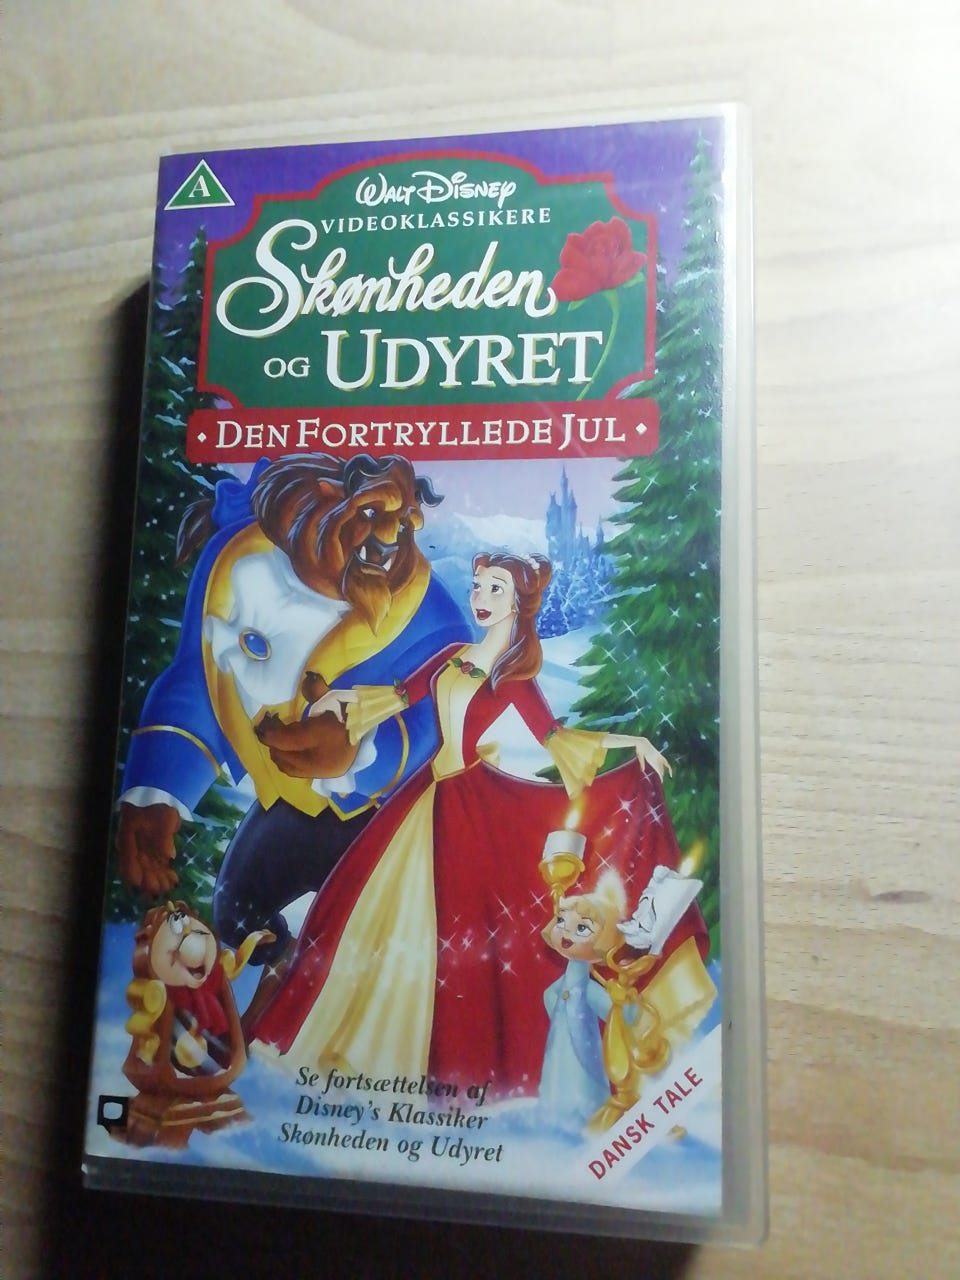 A
WALT DISNEY
VIDEOKLASSIKERE
Skønheden
OG UDYRET
• DEN FORTRYLLEDE JUL •
Se fortsættelsen af
Disney's Klassiker
Skønheden og Udyret
DANSK TALE